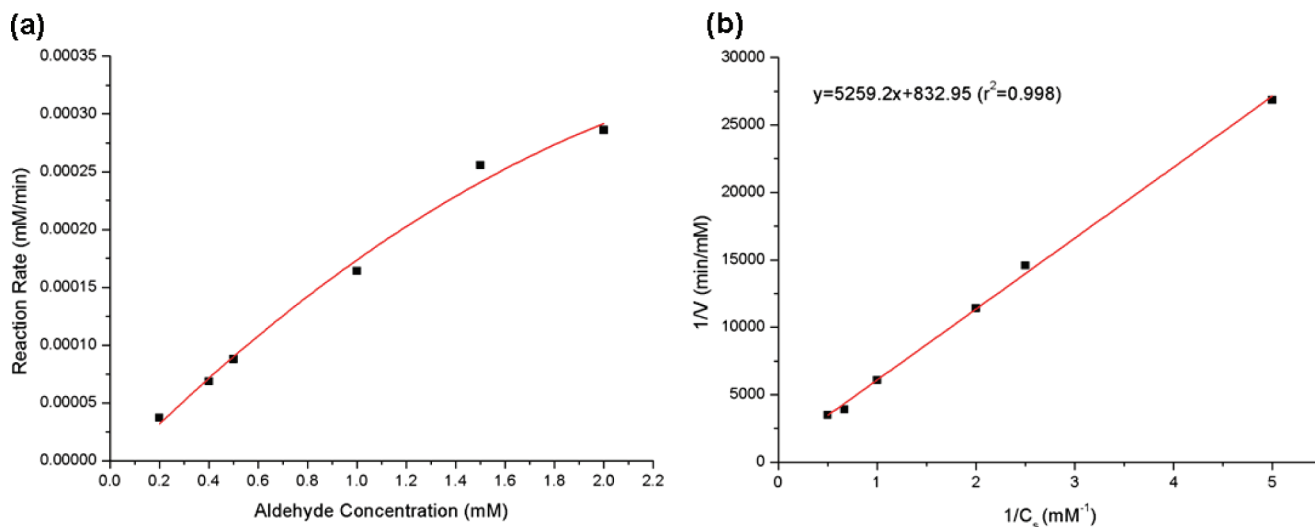 (a)
0.00035
0.00030
0.00025
0.00020
0.00015
0.00010
0.00005
0.00000
Reaction Rate (mM/min)
0.0 0.2 0.4 0.6 0.8 1.0 1.2 1.4 1.6 1.8 2.0 2.2
Aldehyde Concentration (mM)
(b)
30000
25000
20000
15000
10000
5000
0
1/V (min/mM)
y=5259.2x+832.95 (r²=0.998)
0 1 2 3 4 5
1/Cₛ (mM⁻¹)